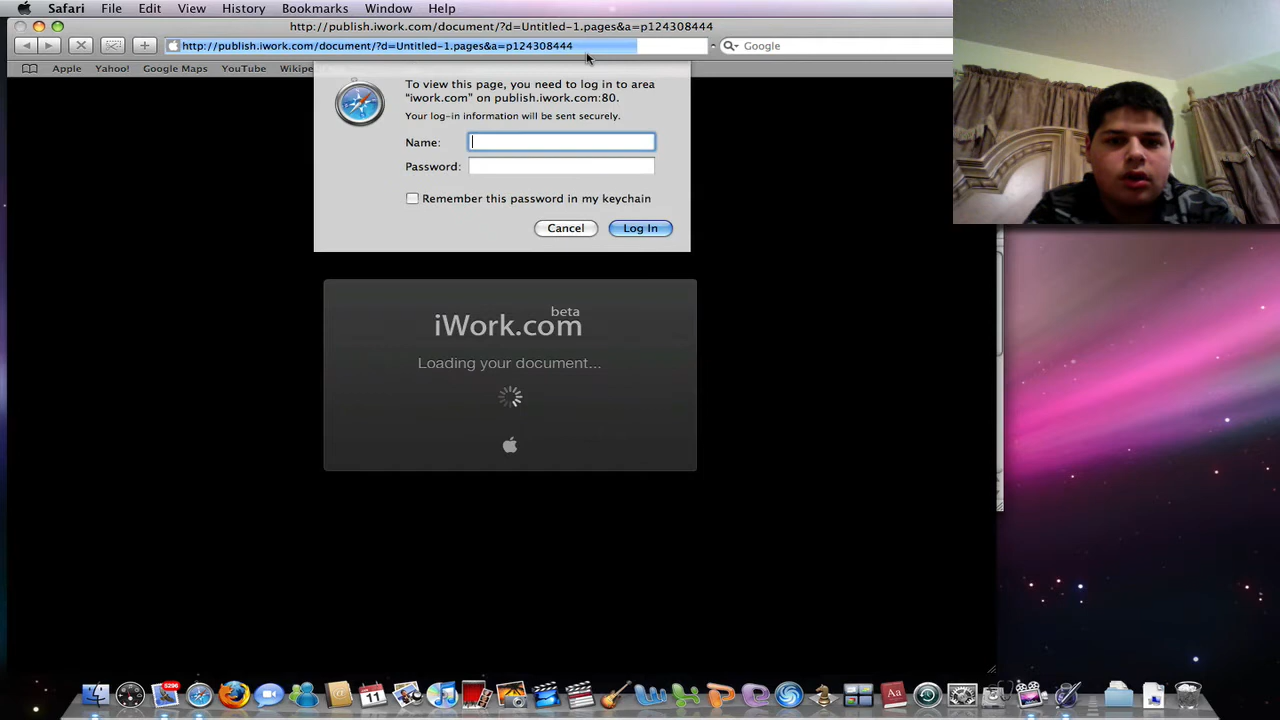 Safari File Edit View History Bookmarks Window Help
http://publish.iwork.com/document/?d=Untitled-1.pages&a=p124308444
http://publish.iwork.com/document/?d=Untitled-1.pages&a=p124308444
Google
Apple Yahoo! Google Maps YouTube Wikipe
To view this page, you need to log in to area
"iwork.com" on publish.iwork.com:80.
Your log-in information will be sent securely.
Name:
Password:
Remember this password in my keychain
Cancel Log In
iWork.com beta
Loading your document...
5296
11
Aa